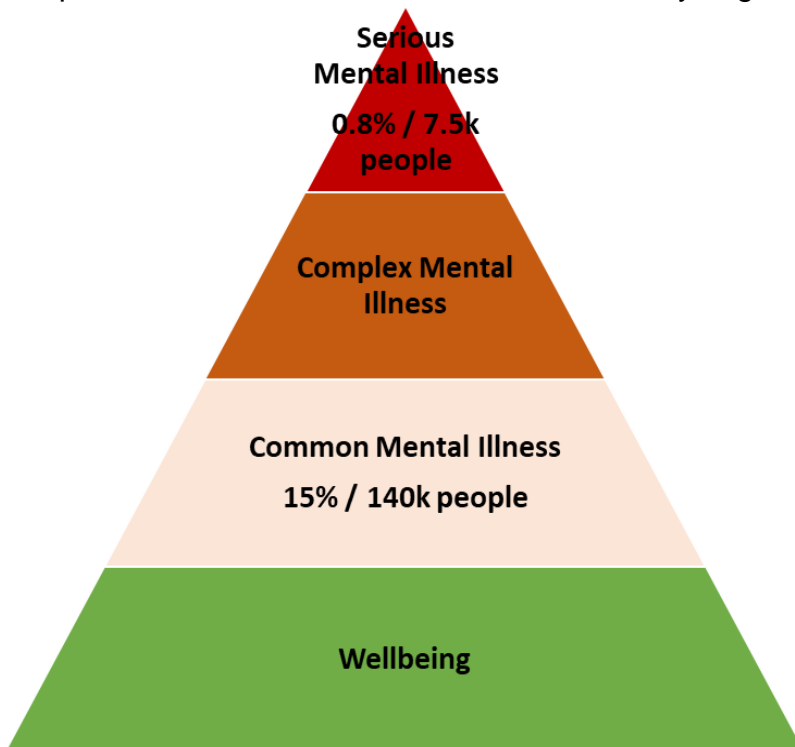 Serious
Mental Illness
0.8% / 7.5k
people
Complex Mental
Illness
Common Mental Illness
15% / 140k people
Wellbeing